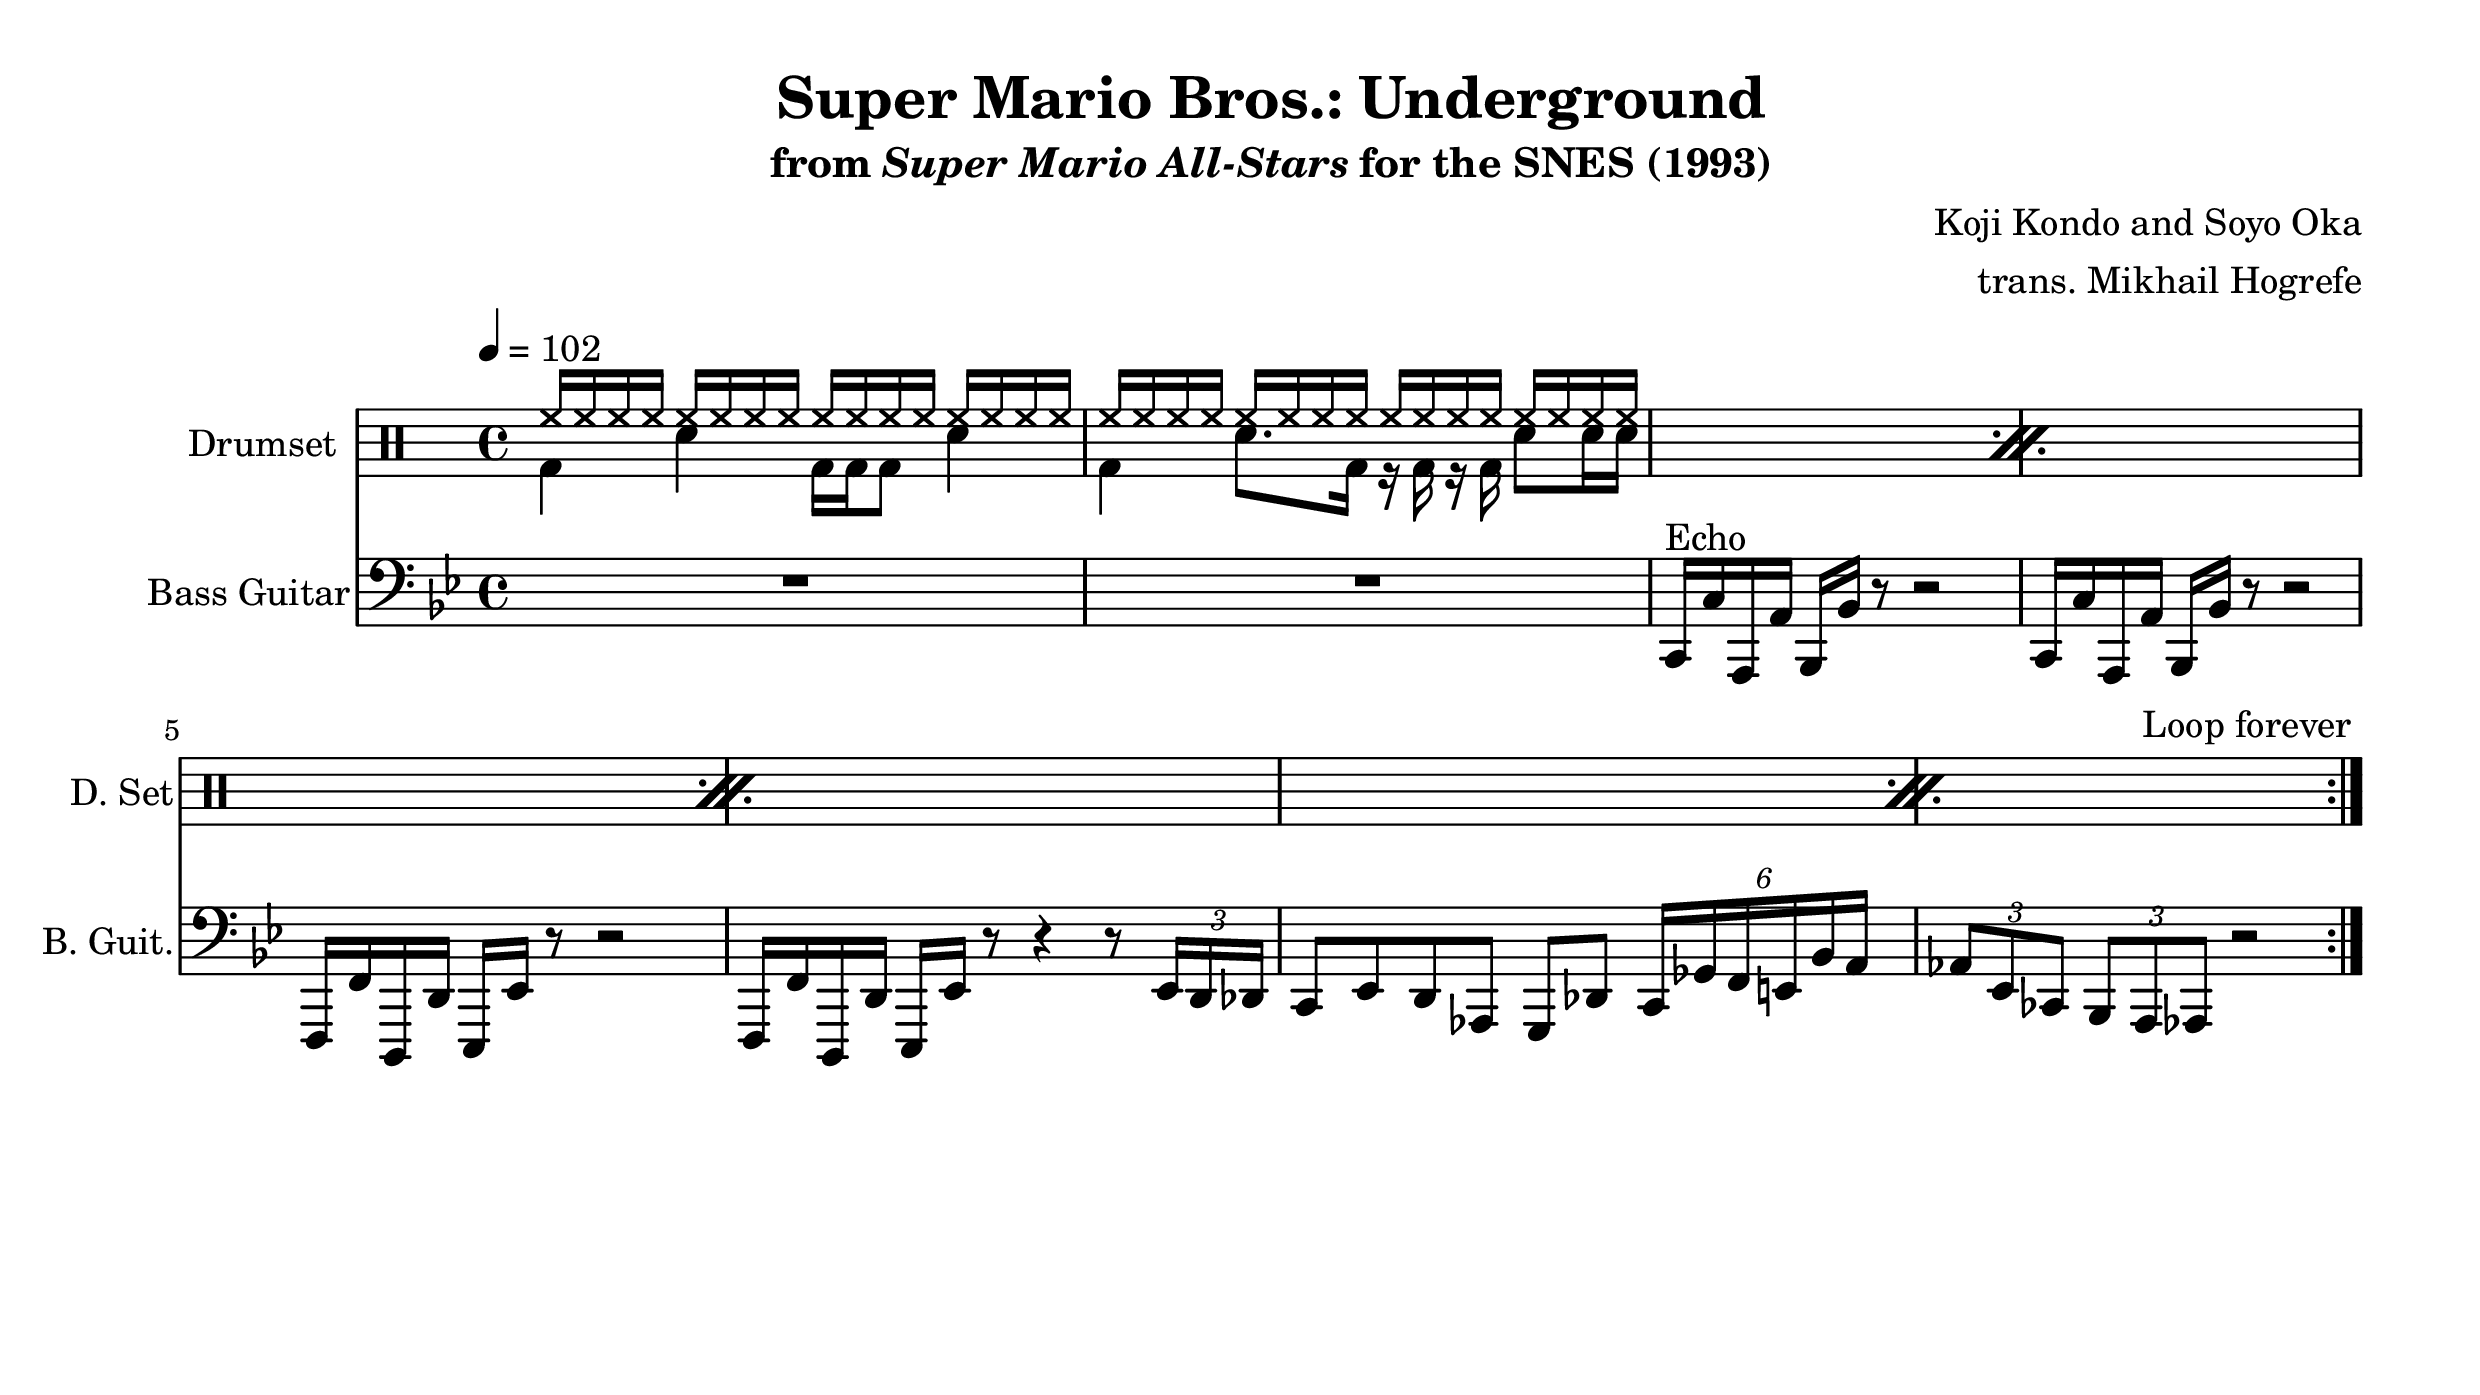 Super Mario Bros.: Underground
from Super Mario All-Stars for the SNES (1993)
Koji Kondo and Soyo Oka
trans. Mikhail Hogrefe
= 102
Drumset
Echo
Bass Guitar
5
Loop forever
D. Set
6
3
3
3
B. Guit.